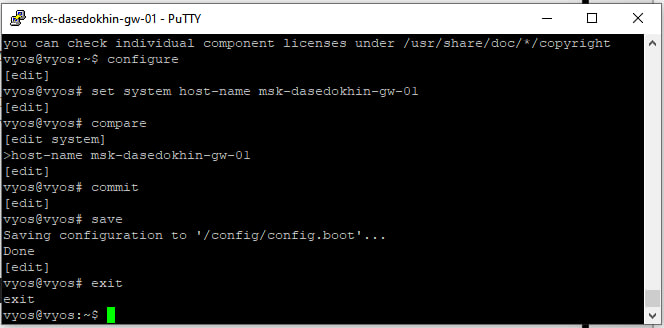 msk-dasedokhin-gw-01 - PuTTY
you can check individual component licenses under /usr/share/doc/*/copyright
vyos@vyos:~$ configure
[edit]
vyos@vyos# set system host-name msk-dasedokhin-gw-01
[edit]
vyos@vyos# compare
[edit system]
>host-name msk-dasedokhin-gw-01
[edit]
vyos@vyos# commit
[edit]
vyos@vyos# save
Saving configuration to '/config/config.boot'...
Done
[edit]
vyos@vyos# exit
exit
vyos@vyos:~$